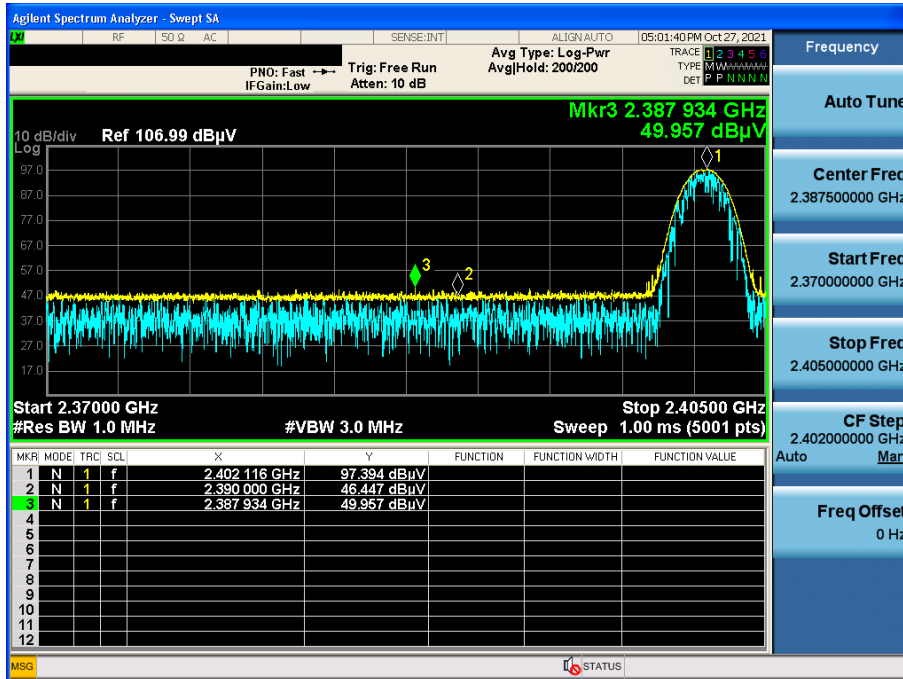 Agilent Spectrum Analyzer - Swept SA
LXI RF 50 Ω AC SENSE:INT ALIGN AUTO 05:01:40 PM Oct 27, 2021
Frequency
PNO: Fast Trig: Free Run Avg Type: Log-Pwr TRACE 1 2 3 4 5 6
IFGain:Low Atten: 10 dB Avg|Hold: 200/200 TYPE M W W W W W
DET P P N N N N
Auto Tune
Mkr3 2.387 934 GHz
49.957 dBµV
10 dB/div Ref 106.99 dBµV
Log
1
97.0
Center Freq
2.387500000 GHz
87.0
77.0
67.0
Start Freq
2.370000000 GHz
57.0
3
2
47.0
37.0
Stop Freq
2.405000000 GHz
27.0
17.0
Start 2.37000 GHz Stop 2.40500 GHz
#Res BW 1.0 MHz #VBW 3.0 MHz Sweep 1.00 ms (5001 pts)
CF Step
2.402000000 GHz
Auto Man
MKR MODE TRC SCL X Y FUNCTION FUNCTION WIDTH FUNCTION VALUE
1 N 1 f 2.402 116 GHz 97.394 dBµV
2 N 1 f 2.390 000 GHz 46.447 dBµV
3 N 1 f 2.387 934 GHz 49.957 dBµV
4
5
6
7
8
9
10
11
12
Freq Offset
0 Hz
MSG STATUS